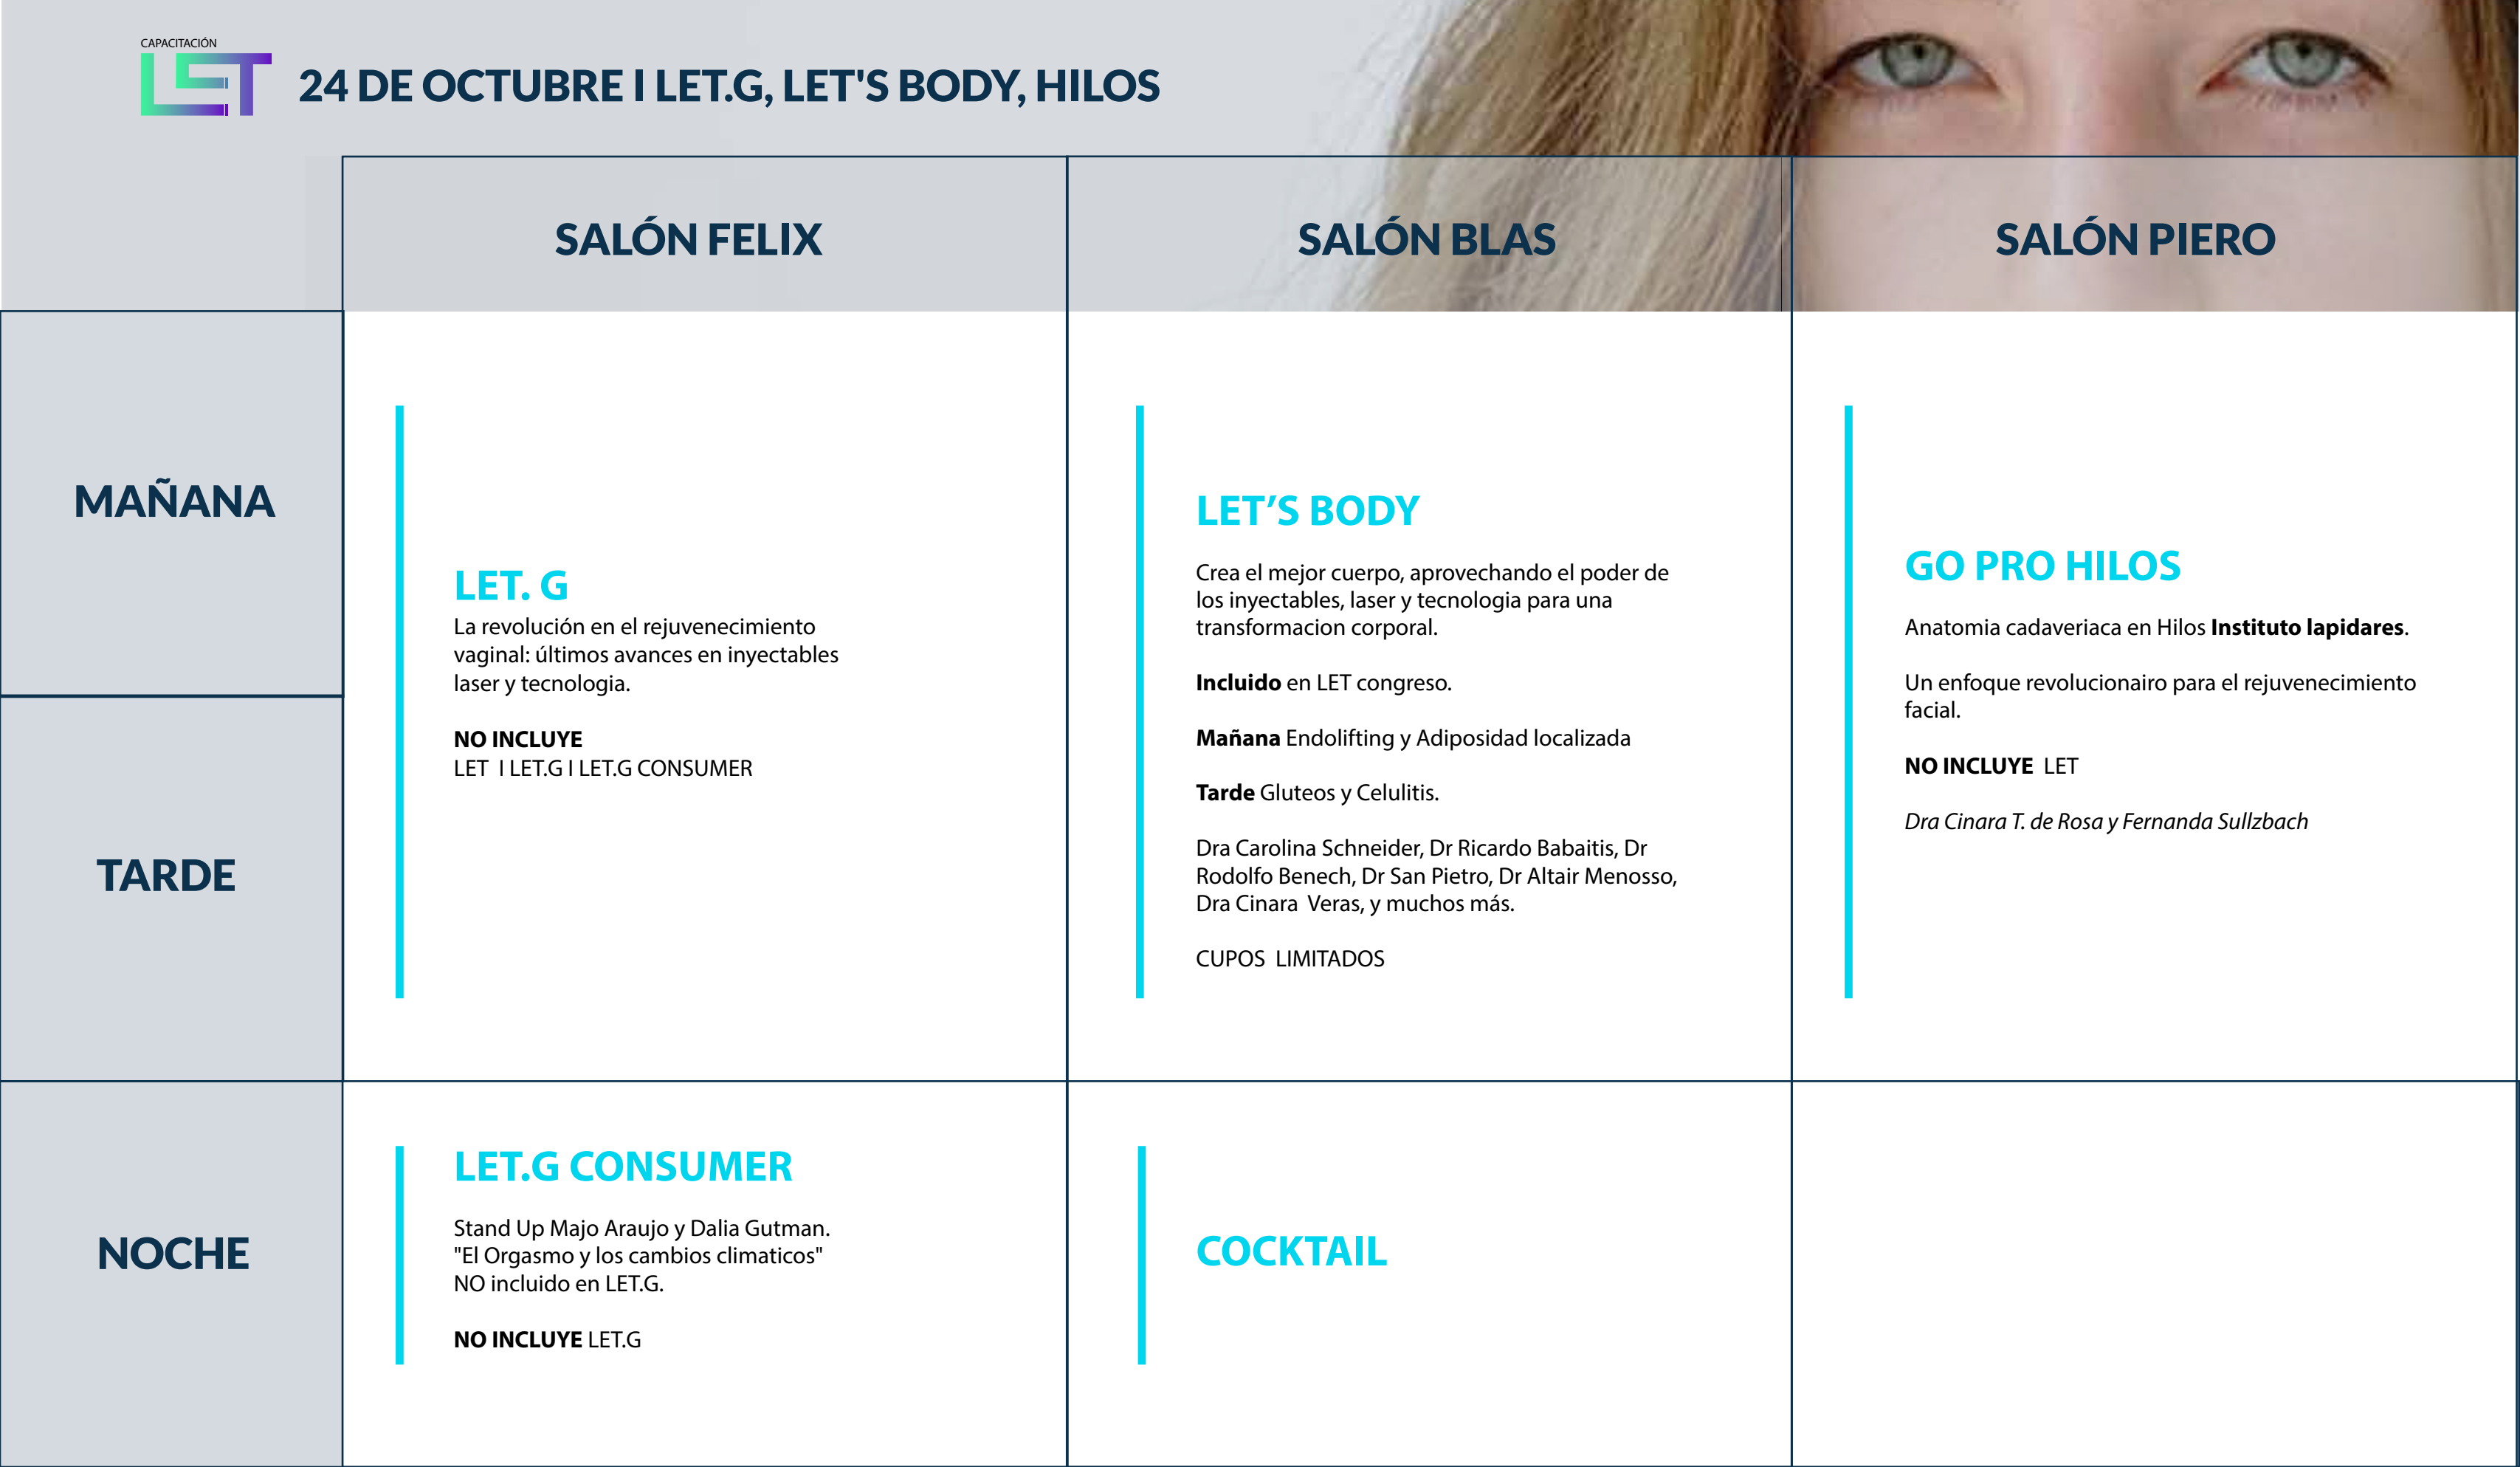 CAPACITACIÓN
LET
24 DE OCTUBRE I LET.G, LET'S BODY, HILOS
SALÓN FELIX
SALÓN BLAS
SALÓN PIERO
MAÑANA
TARDE
LET. G
La revolución en el rejuvenecimiento
vaginal: últimos avances en inyectables
laser y tecnologia.
NO INCLUYE
LET I LET.G I LET.G CONSUMER
LET’S BODY
Crea el mejor cuerpo, aprovechando el poder de
los inyectables, laser y tecnologia para una
transformacion corporal.
Incluido en LET congreso.
Mañana Endolifting y Adiposidad localizada
Tarde Gluteos y Celulitis.
Dra Carolina Schneider, Dr Ricardo Babaitis, Dr
Rodolfo Benech, Dr San Pietro, Dr Altair Menosso,
Dra Cinara Veras, y muchos más.
CUPOS LIMITADOS
GO PRO HILOS
Anatomia cadaveriaca en Hilos Instituto lapidares.
Un enfoque revolucionairo para el rejuvenecimiento
facial.
NO INCLUYE LET
Dra Cinara T. de Rosa y Fernanda Sullzbach
NOCHE
LET.G CONSUMER
Stand Up Majo Araujo y Dalia Gutman.
"El Orgasmo y los cambios climaticos"
NO incluido en LET.G.
NO INCLUYE LET.G
COCKTAIL